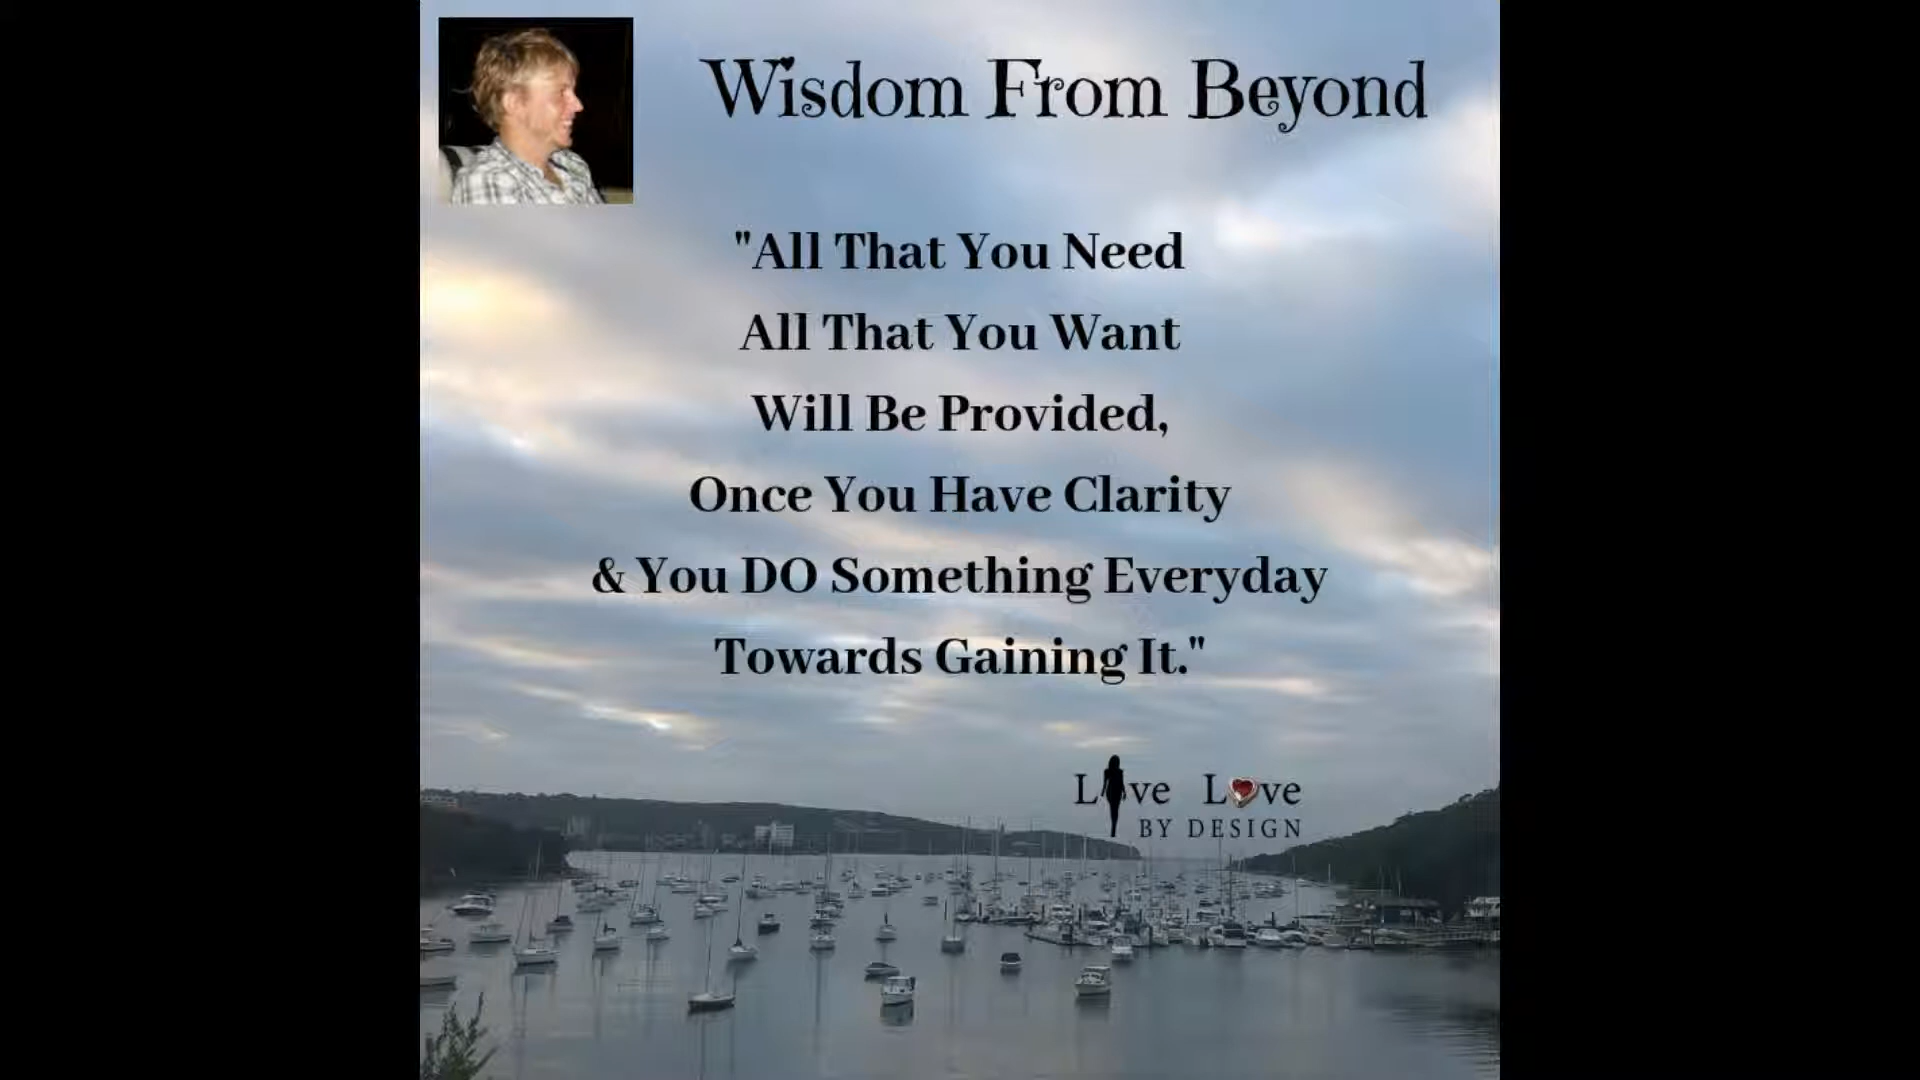 Wisdom From Beyond
"All That You Need
All That You Want
Will Be Provided,
Once You Have Clarity
& You DO Something Everyday
Towards Gaining It."
Live Love
BY DESIGN